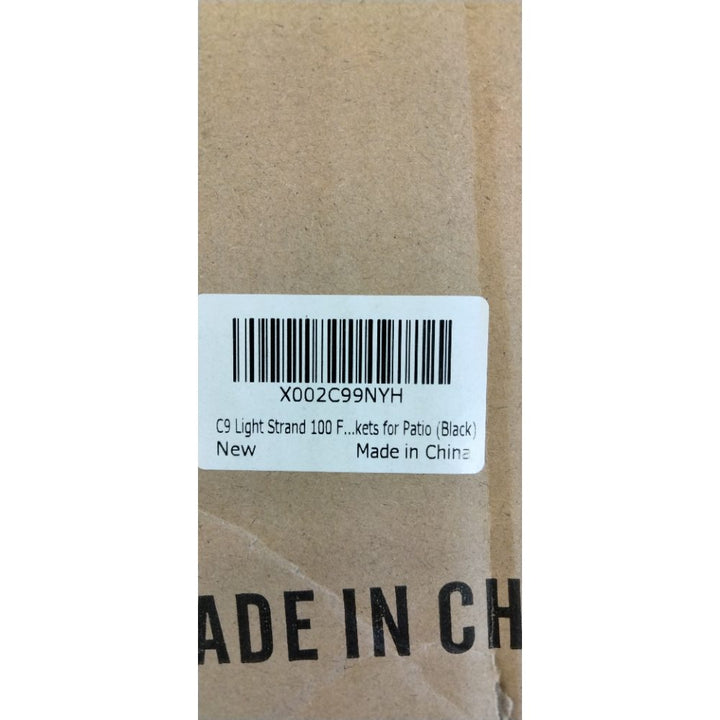 X002C99NYH
C9 Light Strand 100 F...kets for Patio (Black)
New Made in China
ADE IN CH